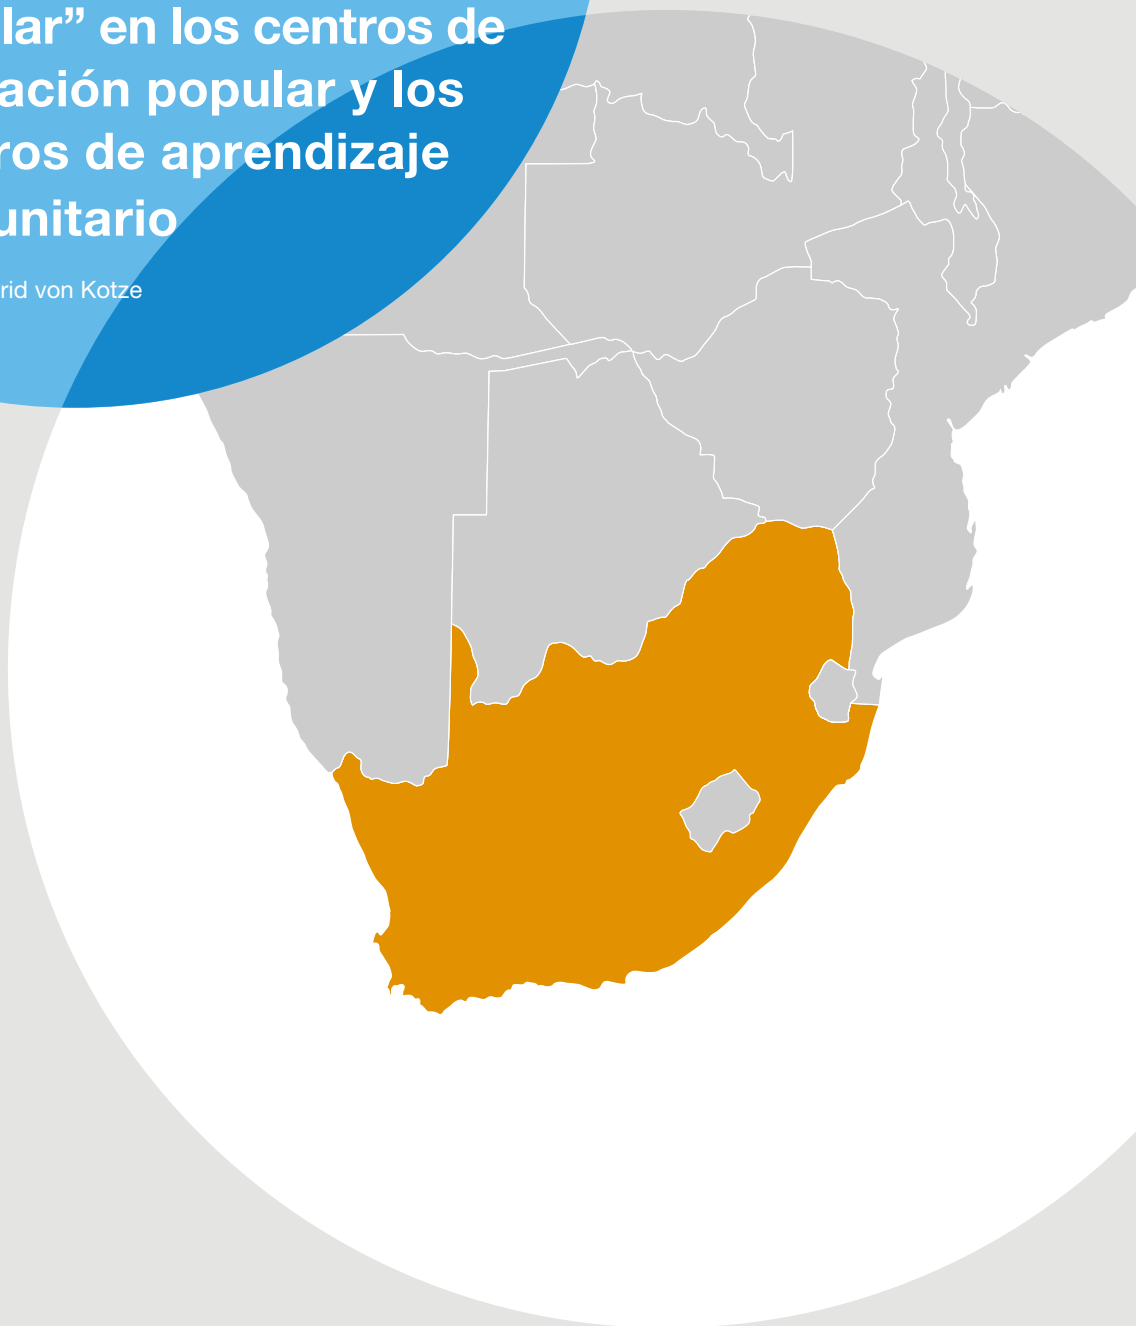 lar” en los centros de
ación popular y los
ros de aprendizaje
unitario
rid von Kotze